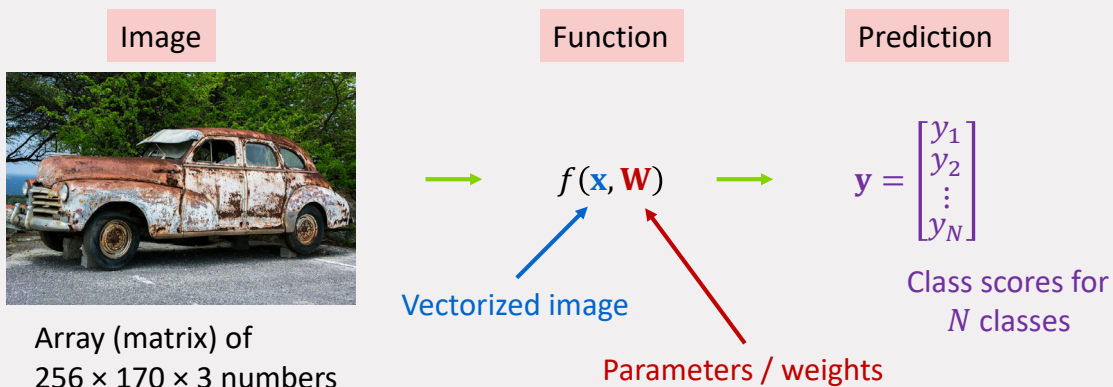 Image
Function
Prediction
f(x, W)
y = [y₁ y₂ ⋮ y_N]
Vectorized image
Class scores for
N classes
Array (matrix) of
256 × 170 × 3 numbers
Parameters / weights